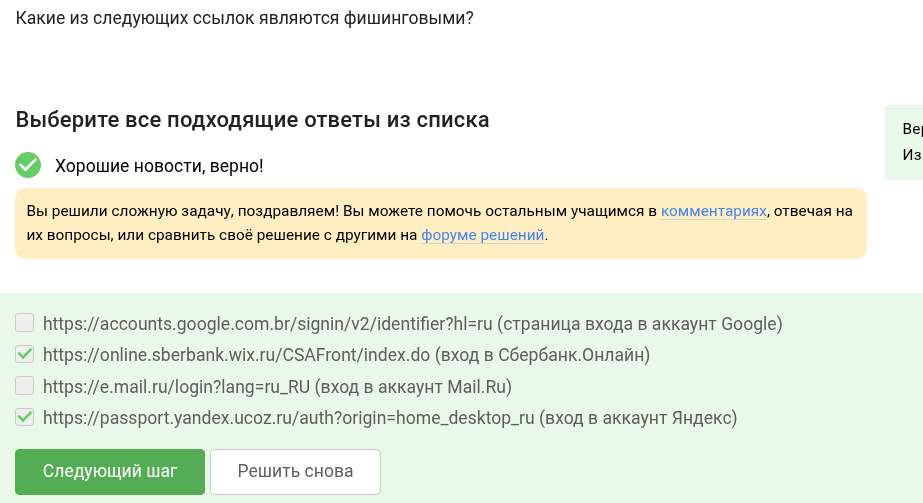 Какие из следующих ссылок являются фишинговыми?
Выберите все подходящие ответы из списка
Ве
Из
Хорошие новости, верно!
Вы решили сложную задачу, поздравляем! Вы можете помочь остальным учащимся в комментариях, отвечая на
их вопросы, или сравнить своё решение с другими на форуме решений.
https://accounts.google.com.br/signin/v2/identifier?hl=ru (страница входа в аккаунт Google)
https://online.sberbank.wix.ru/CSAFront/index.do (вход в Сбербанк.Онлайн)
https://e.mail.ru/login?lang=ru_RU (вход в аккаунт Mail.Ru)
https://passport.yandex.ucoz.ru/auth?origin=home_desktop_ru (вход в аккаунт Яндекс)
Следующий шаг
Решить снова